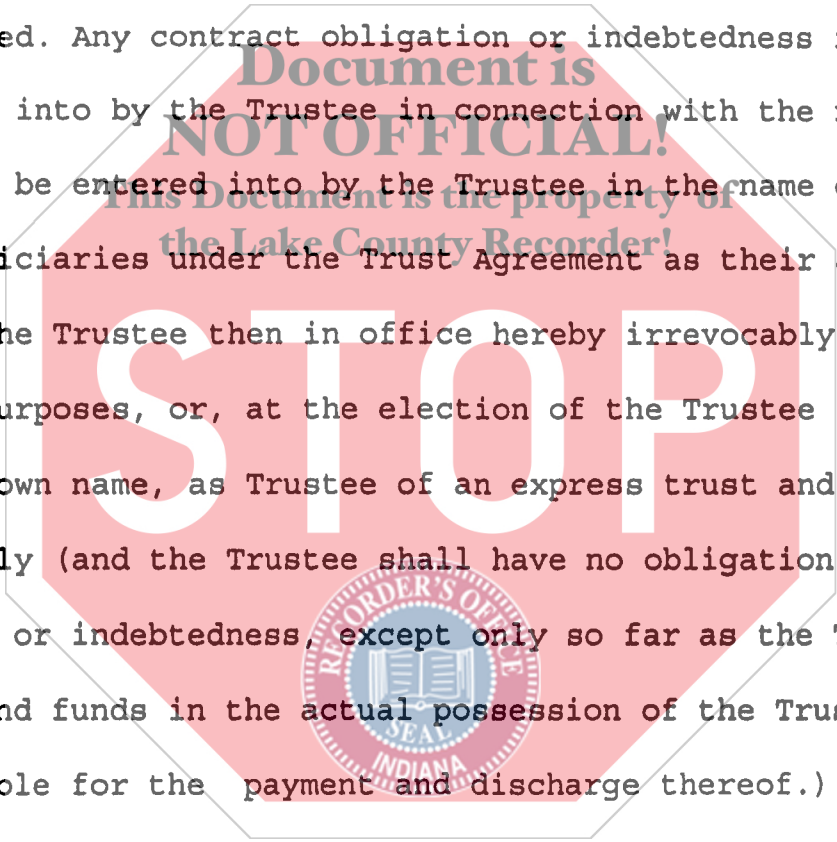 ed. Any contract obligation or indebtedness
Document is
into by the Trustee in connection with the
NOT OFFICIAL!
be entered into by the Trustee in the name
This Document is the property of
the Lake County Recorder!
iciaries under the Trust Agreement as their
he Trustee then in office hereby irrevocably
STOP
urposes, or, at the election of the Trustee
own name, as Trustee of an express trust and
ly (and the Trustee shall have no obligation
RECORDER'S OFFICE
or indebtedness, except only so far as the
nd funds in the actual possession of the Trus
SEAL
INDIANA
ble for the payment and discharge thereof.)